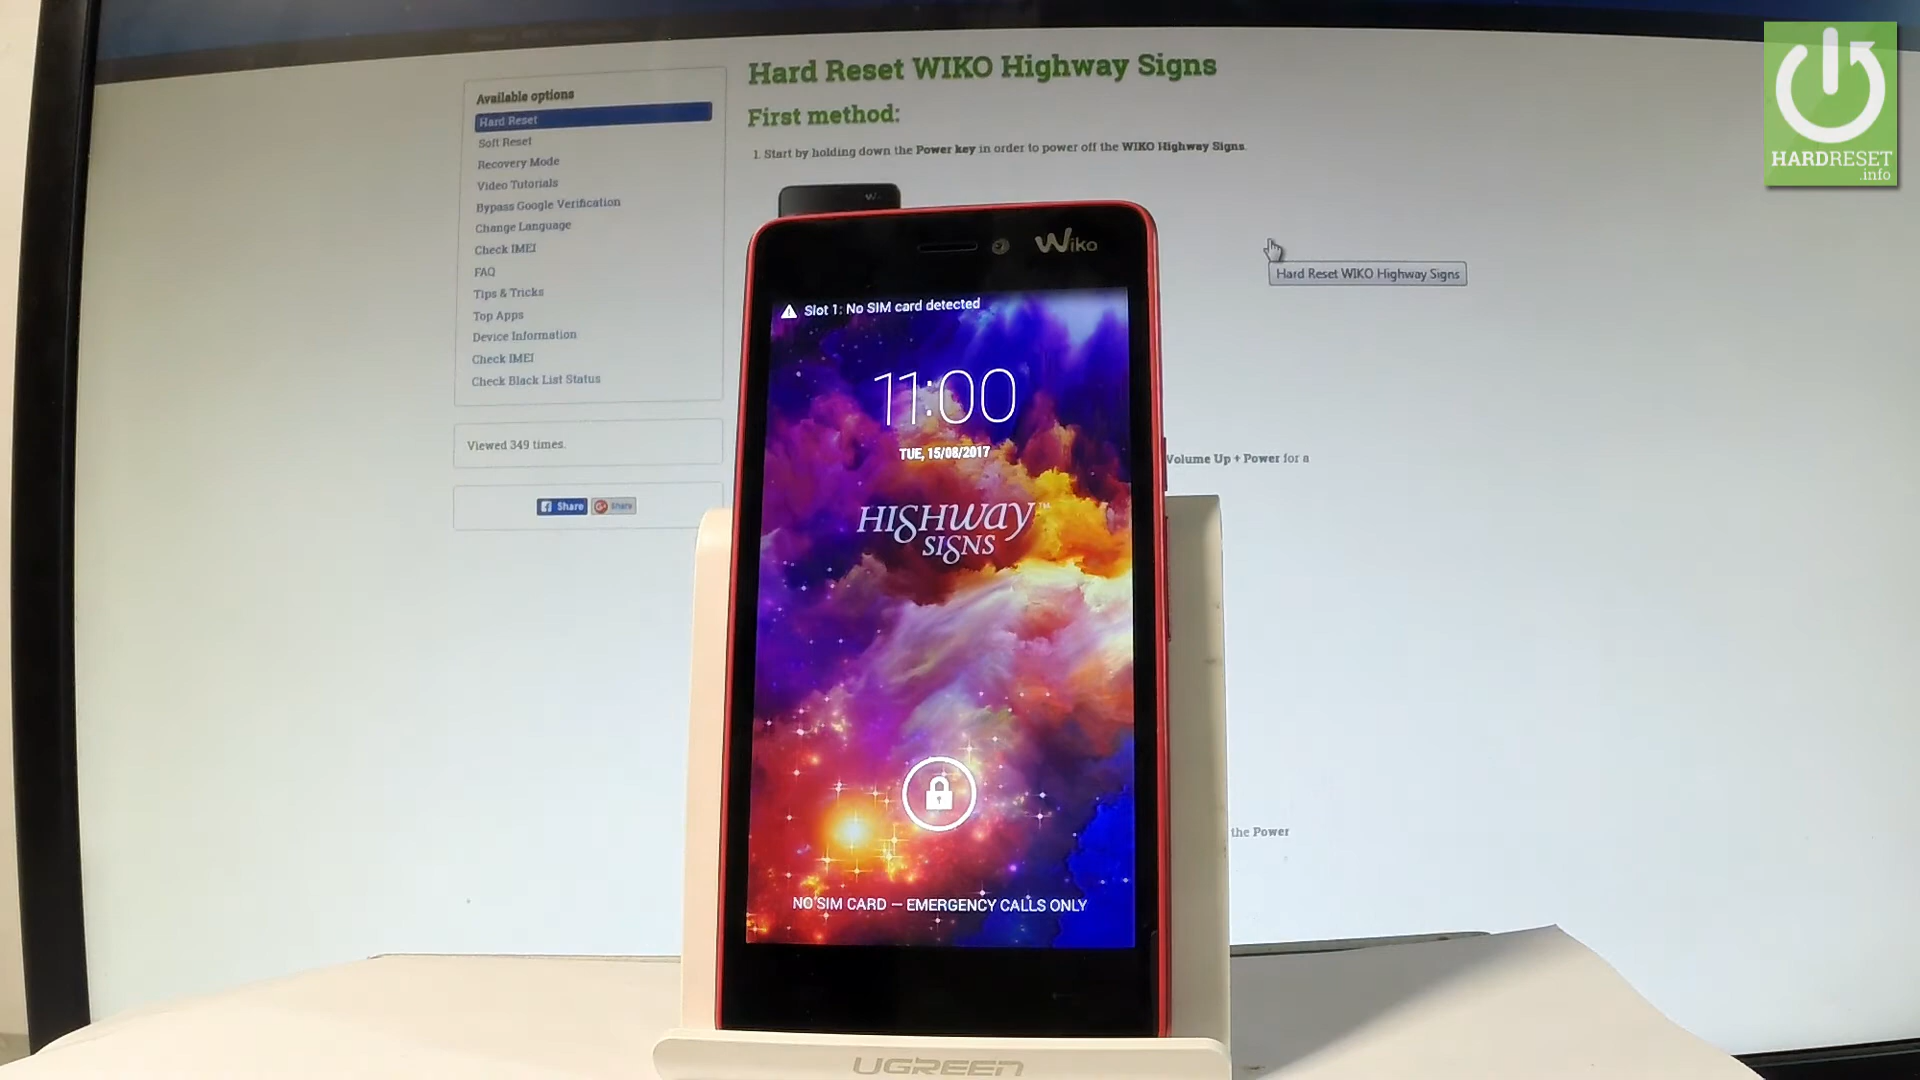 Hard Reset WIKO Highway Signs
First method:
1. Start by holding down the Power key in order to power off the WIKO Highway Signs.
Available options
Hard Reset
Soft Reset
Recovery Mode
Video Tutorials
Bypass Google Verification
Change Language
Check IMEI
FAQ
Tips & Tricks
Top Apps
Device Information
Check IMEI
Check Black List Status
Viewed 349 times.
Share
Share
HARDRESET
.info
Hard Reset WIKO Highway Signs
Volume Up + Power for a
the Power
Wiko
Slot 1: No SIM card detected
11:00
TUE, 15/08/2017
HIGHWAY™
SIGNS
NO SIM CARD — EMERGENCY CALLS ONLY
UGREEN